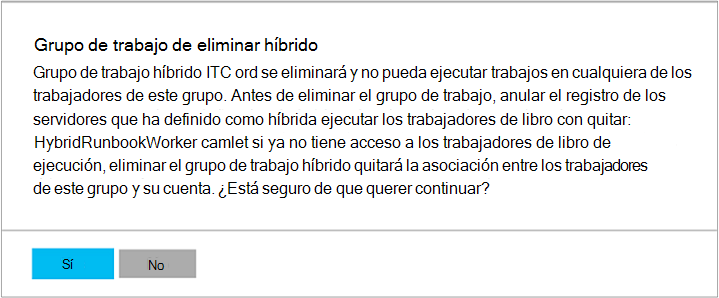 Grupo de trabajo de eliminar híbrido
Grupo de trabajo híbrido ITC ord se eliminará y no pueda ejecutar trabajos en cualquiera de los
trabajadores de este grupo. Antes de eliminar el grupo de trabajo, anular el registro de los
servidores que ha definido como híbrida ejecutar los trabajadores de libro con quitar:
HybridRunbookWorker camlet si ya no tiene acceso a los trabajadores de libro de
ejecución, eliminar el grupo de trabajo híbrido quitará la asociación entre los trabajadores
de este grupo y su cuenta. ¿Está seguro de que querer continuar?
Sí
No